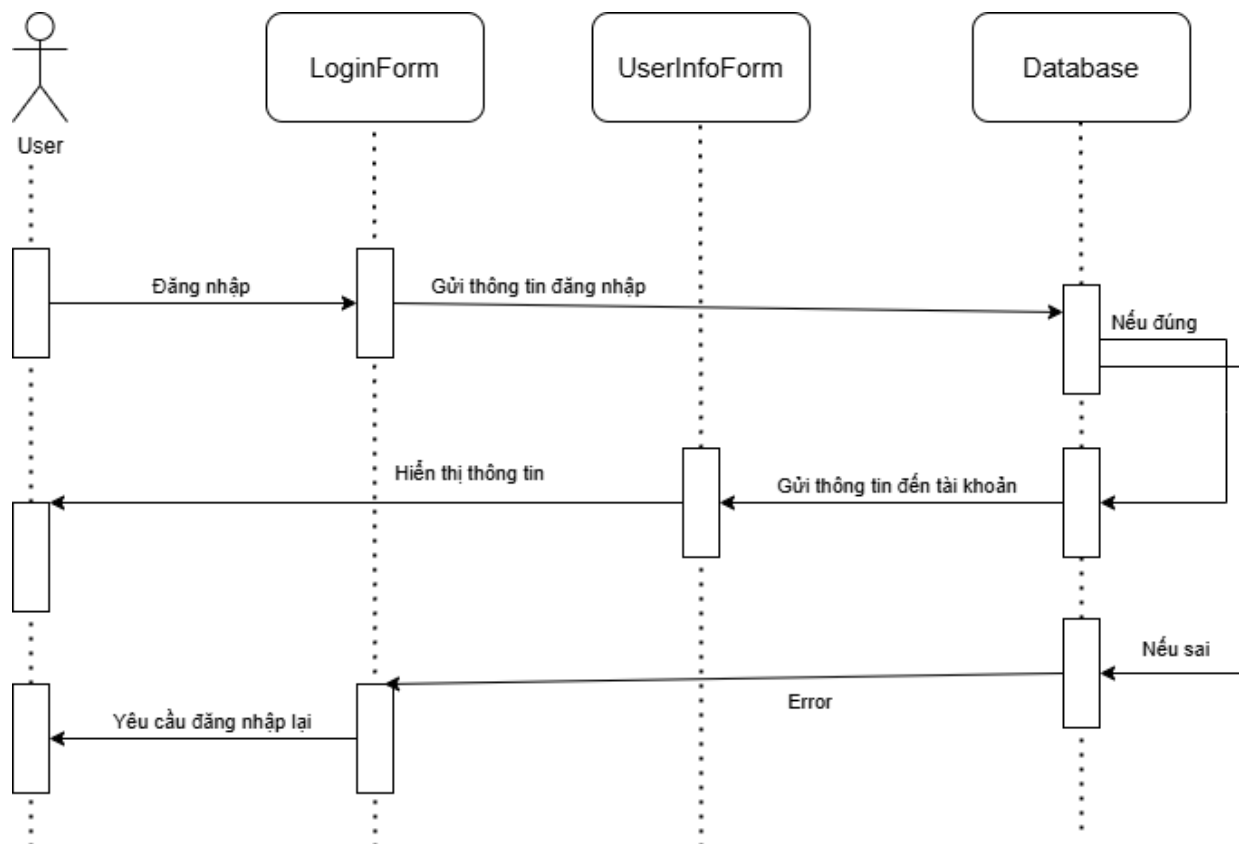 User
LoginForm
UserInfoForm
Database
Đăng nhập
Gửi thông tin đăng nhập
Nếu đúng
Hiển thị thông tin
Gửi thông tin đến tài khoản
Nếu sai
Error
Yêu cầu đăng nhập lại